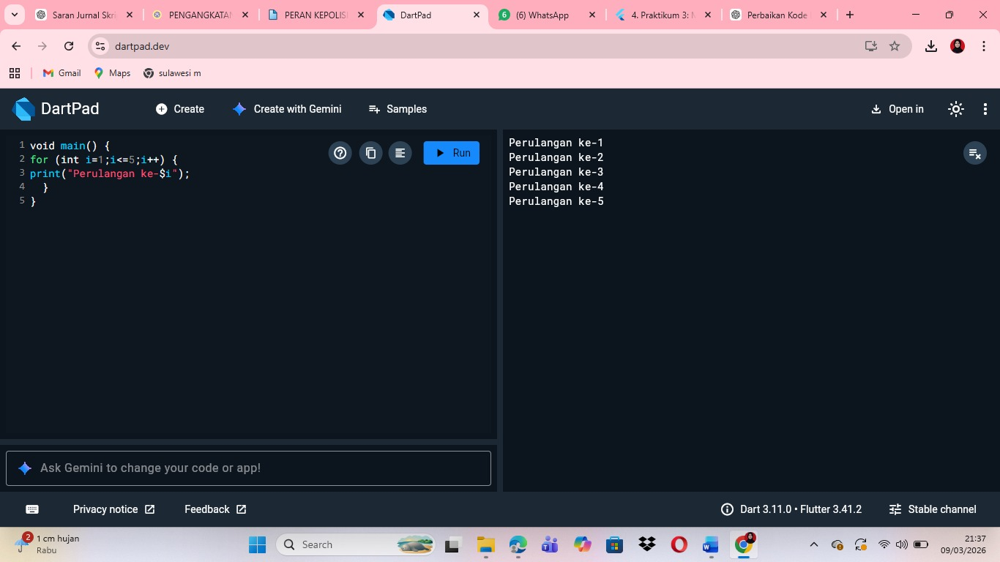 Saran Jurnal Skri
PENGANGKATA
PERAN KEPOLIS
DartPad
(6) WhatsApp
4. Praktikum 3: M
Perbaikan Kode
dartpad.dev
Gmail
Maps
sulawesi m
DartPad
Create
Create with Gemini
Samples
Open in
1 void main() {
2 for (int i=1;i<=5;i++) {
3 print("Perulangan ke-$i");
4 }
5 }
Run
Perulangan ke-1
Perulangan ke-2
Perulangan ke-3
Perulangan ke-4
Perulangan ke-5
Ask Gemini to change your code or app!
Privacy notice
Feedback
Dart 3.11.0 • Flutter 3.41.2
Stable channel
2
1 cm hujan
Rabu
Search
21:37
09/03/2026